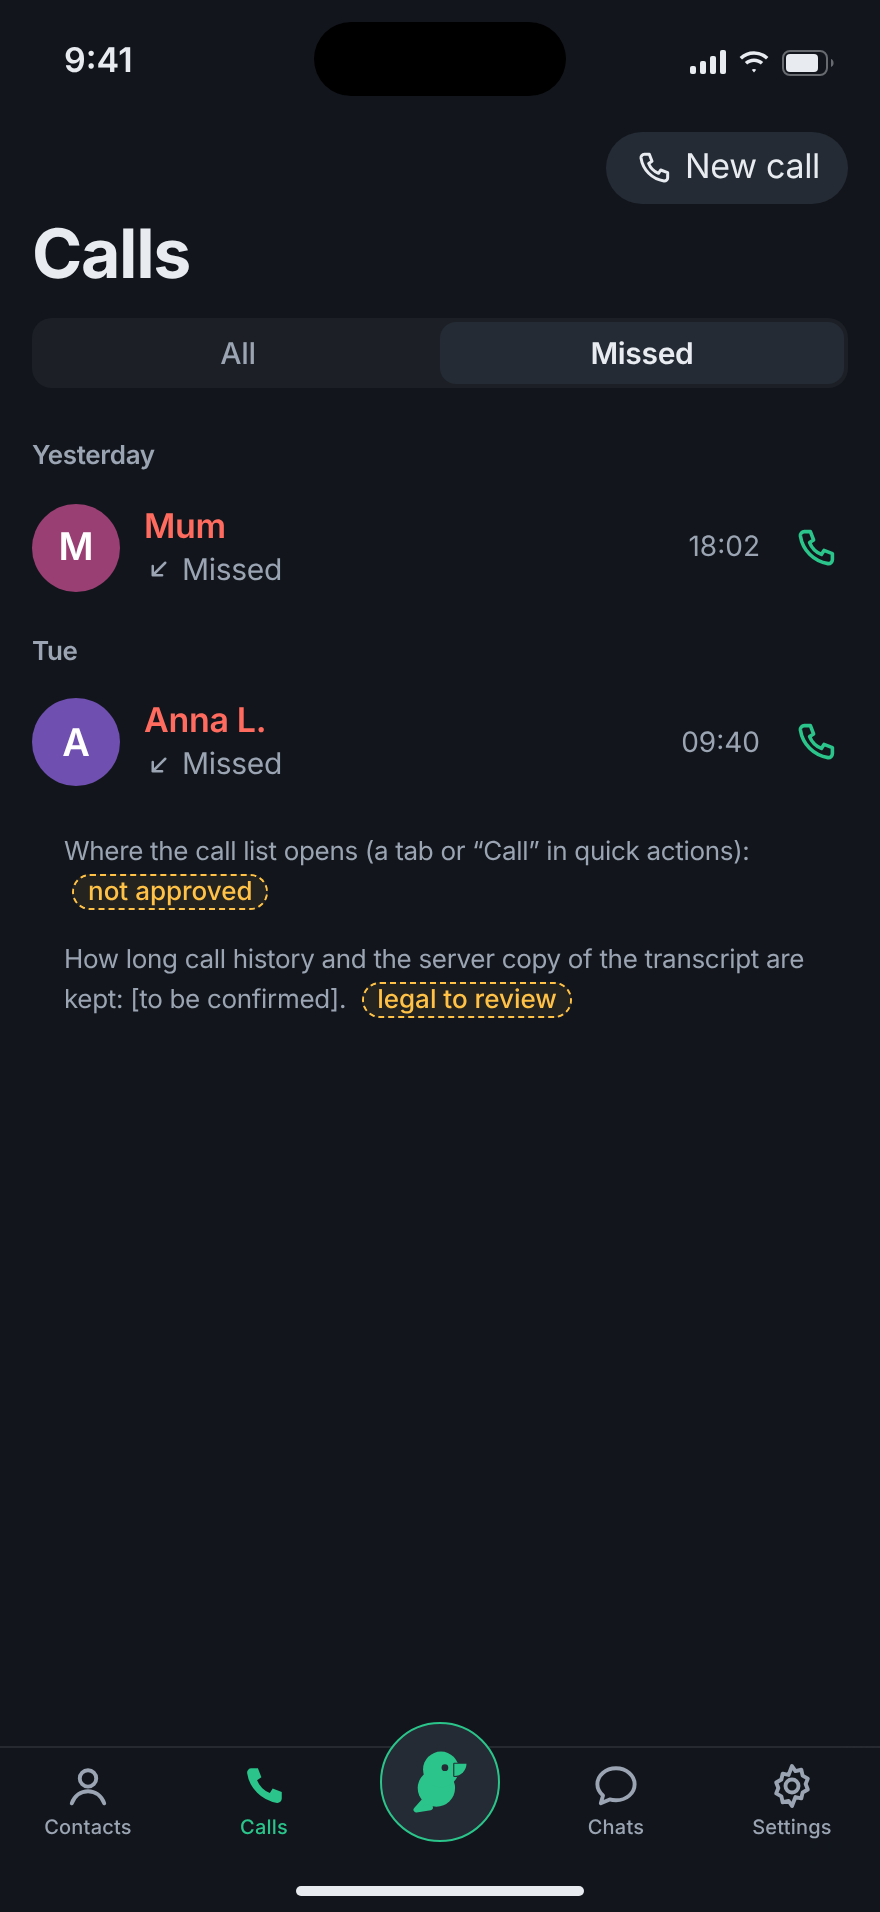 9:41
New call
Calls
All
Missed
Yesterday
M
Mum
Missed
18:02
Tue
A
Anna L.
Missed
09:40
Where the call list opens (a tab or “Call” in quick actions):
not approved
How long call history and the server copy of the transcript are
kept: [to be confirmed]. legal to review
Contacts
Calls
Chats
Settings